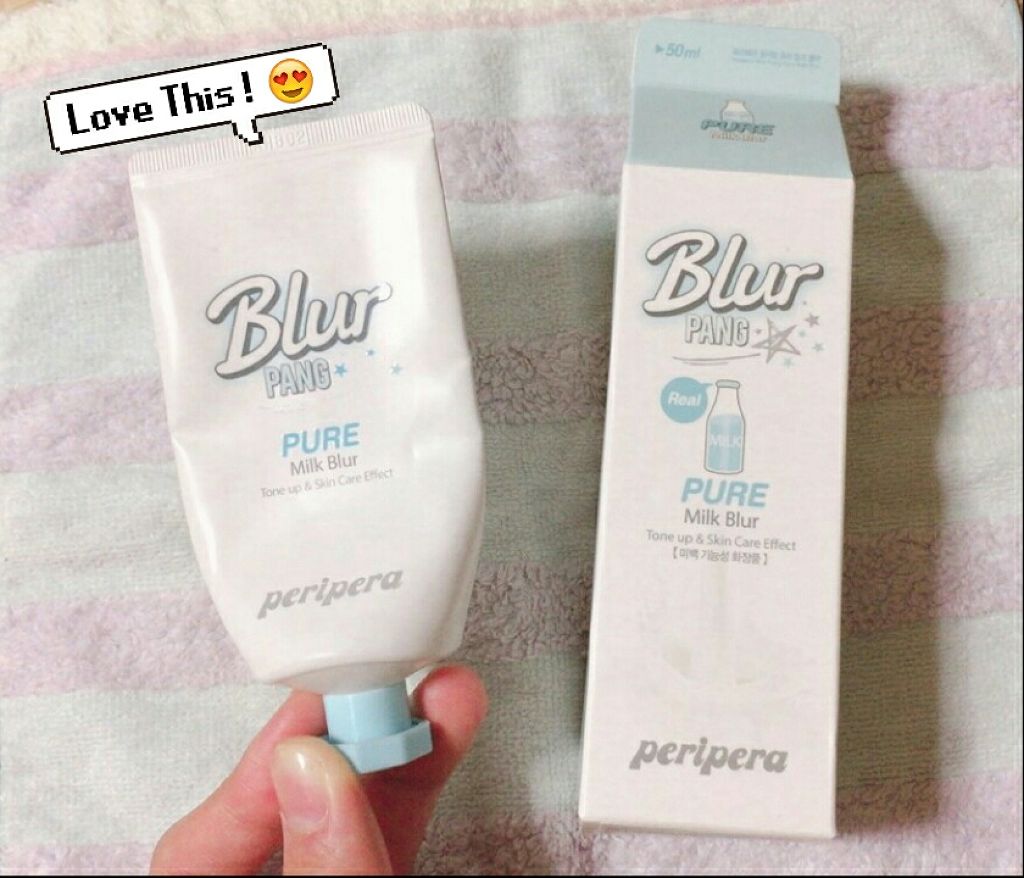 Love This! 😍
Blur
PANG
PURE
Milk Blur
Tone up & Skin Care Effect
peripera
▶50ml
PURE
Blur
PANG
Real
MILK
PURE
Milk Blur
Tone up & Skin Care Effect
[ 미백 기능성 화장품 ]
peripera